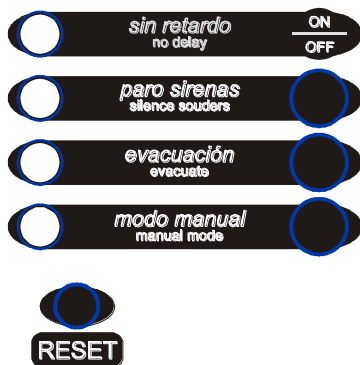 sin retardo
no delay
ON
OFF
paro sirenas
silence souders
evacuación
evacuate
modo manual
manual mode
RESET